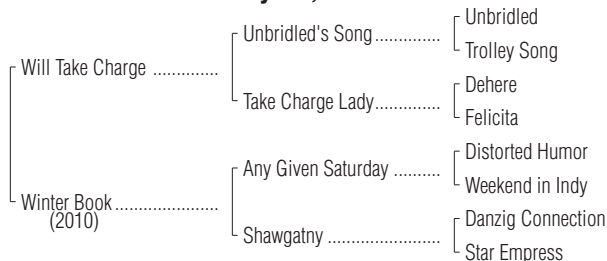 Unbridled
Unbridled's Song...............
Trolley Song
Will Take Charge ..............
Dehere
Take Charge Lady..............
Felicita
Distorted Humor
Any Given Saturday ..........
Weekend in Indy
Winter Book......................
(2010)
Danzig Connection
Shawgatny ........................
Star Empress